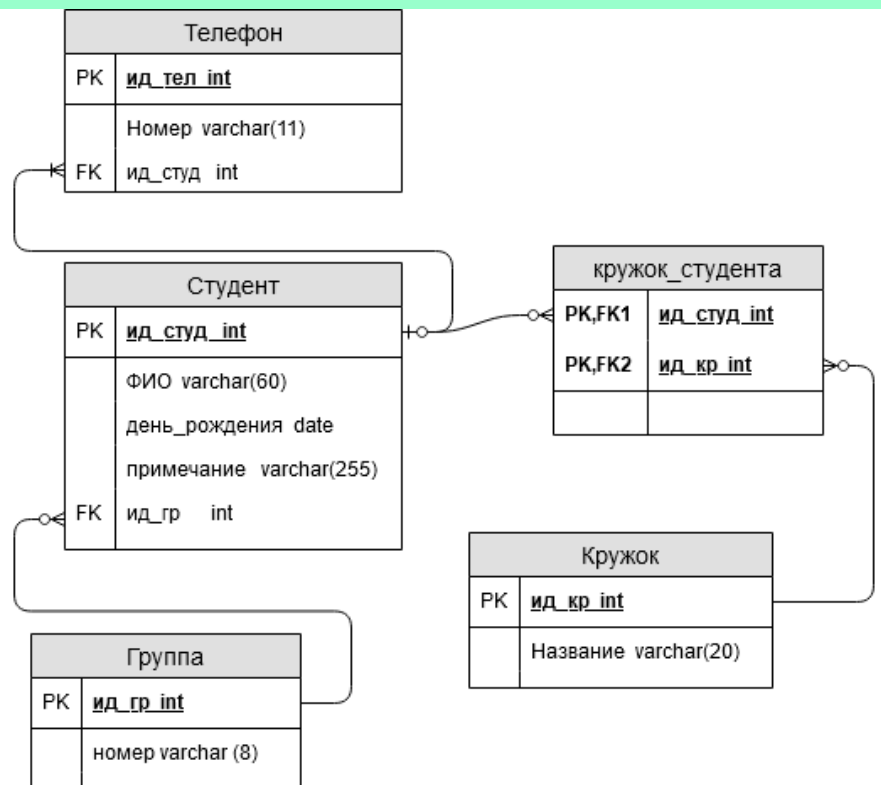 Телефон
PK ид_тел int
Номер varchar(11)
FK ид_студ int
Студент
PK ид_студ int
ФИО varchar(60)
день_рождения date
примечание varchar(255)
FK ид_гр int
кружок_студента
PK,FK1 ид_студ int
PK,FK2 ид_кр int
Кружок
PK ид_кр int
Название varchar(20)
Группа
PK ид_гр int
номер varchar (8)